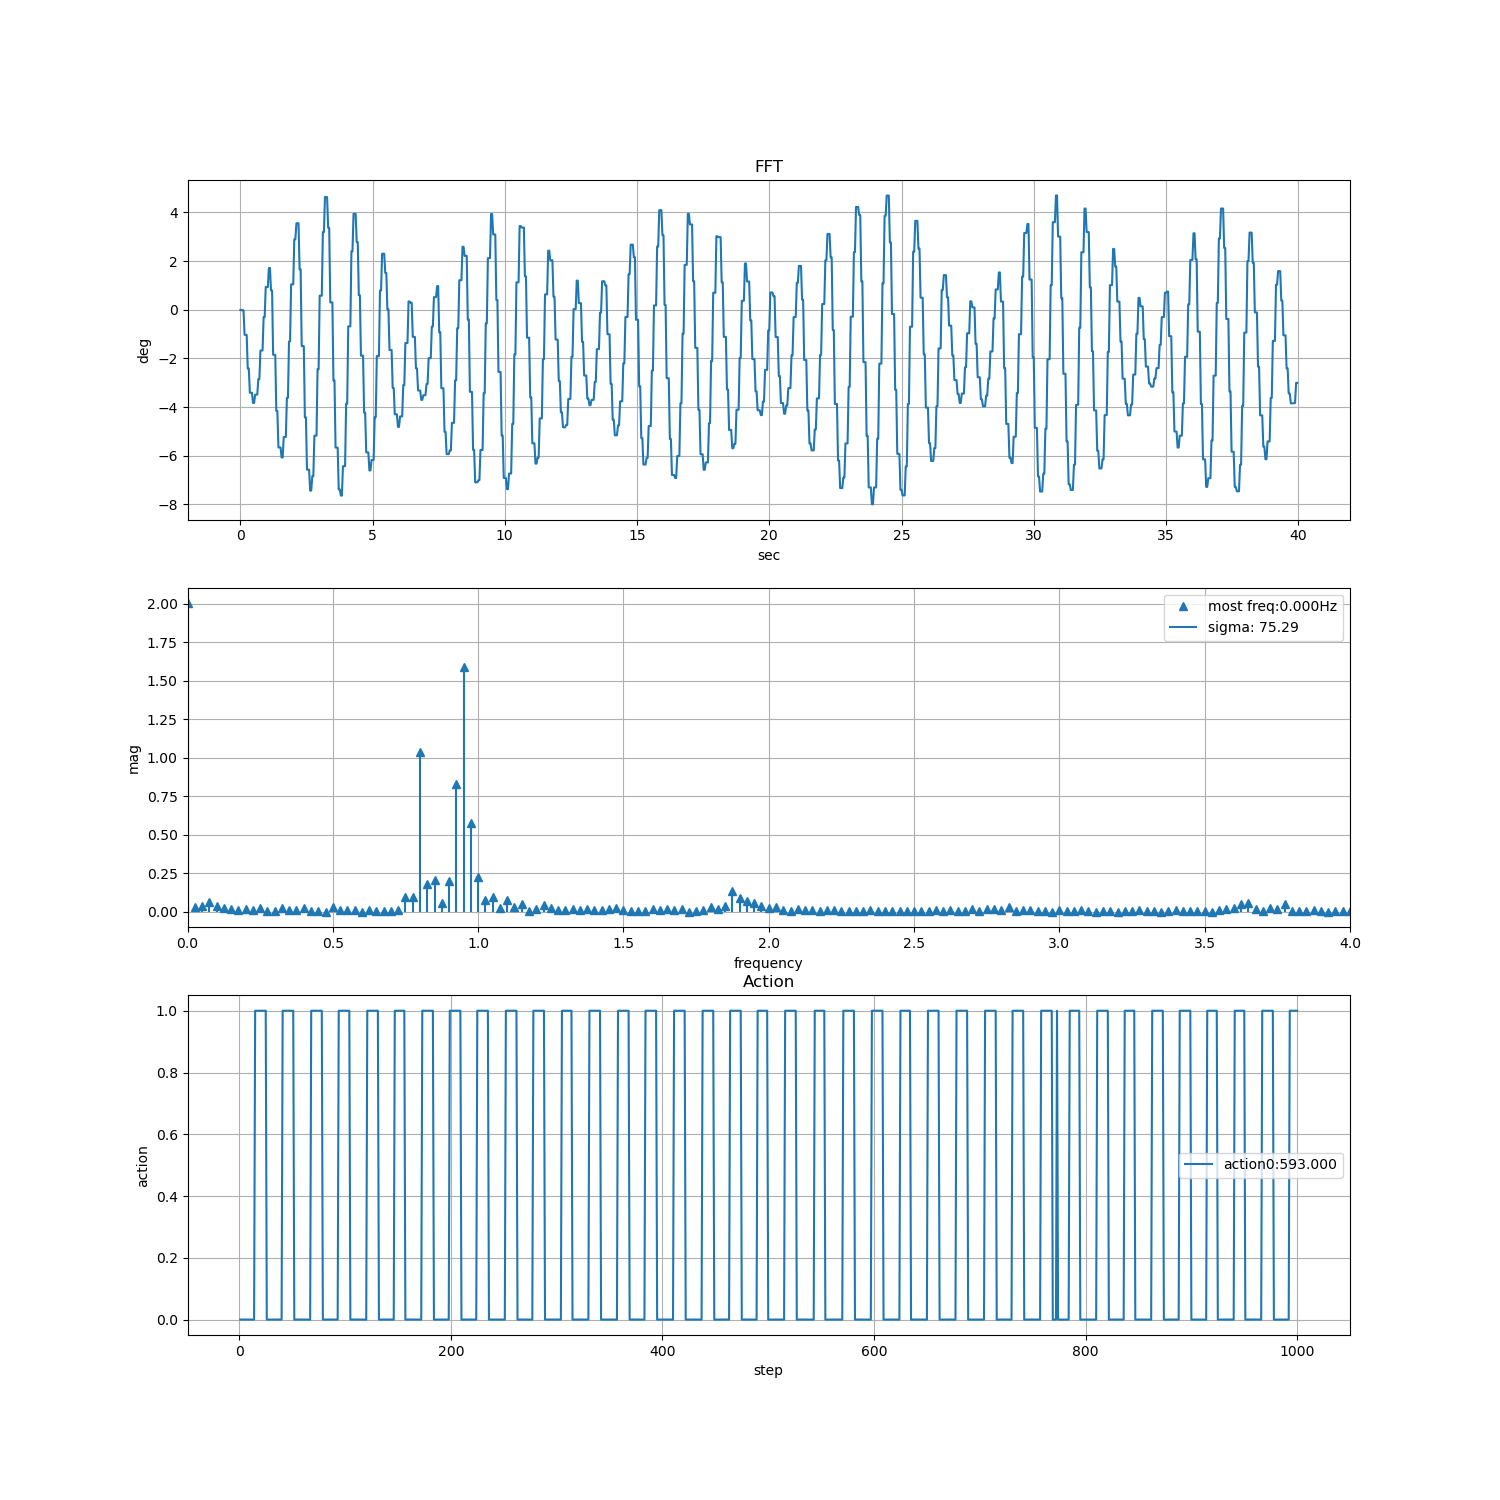 FFT
4
2
0
−2
−4
−6
−8
deg
0 5 10 15 20 25 30 35 40
sec
2.00
1.75
1.50
1.25
1.00
0.75
0.50
0.25
0.00
mag
most freq:0.000Hz
sigma: 75.29
0.0 0.5 1.0 1.5 2.0 2.5 3.0 3.5 4.0
frequency
Action
1.0
0.8
0.6
0.4
0.2
0.0
action
action0:593.000
0 200 400 600 800 1000
step